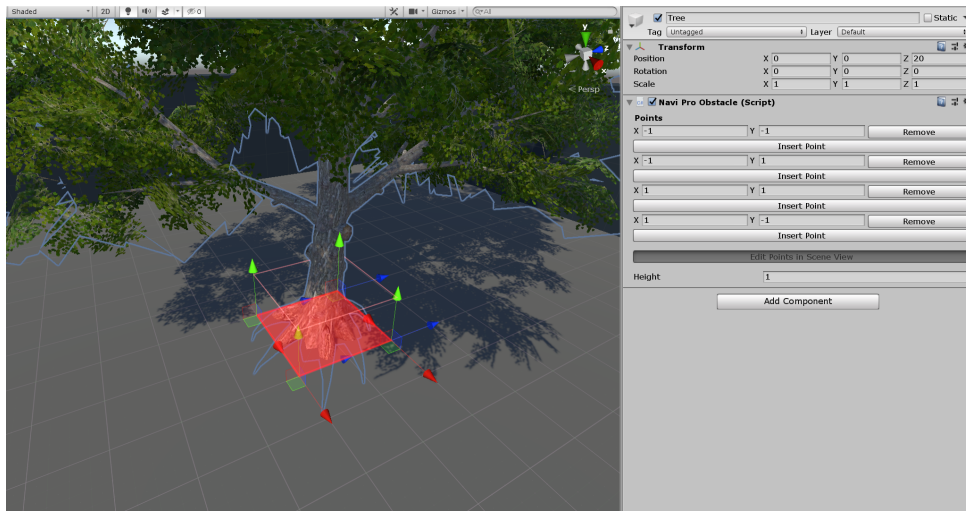 Shaded 2D 0 Gizmos All
y
x
< Persp
Tree Static
Tag Untagged Layer Default
Transform
Position X 0 Y 0 Z 20
Rotation X 0 Y 0 Z 0
Scale X 1 Y 1 Z 1
Navi Pro Obstacle (Script)
Points
X -1 Y -1 Remove
Insert Point
X -1 Y 1 Remove
Insert Point
X 1 Y 1 Remove
Insert Point
X 1 Y -1 Remove
Insert Point
Edit Points in Scene View
Height 1
Add Component